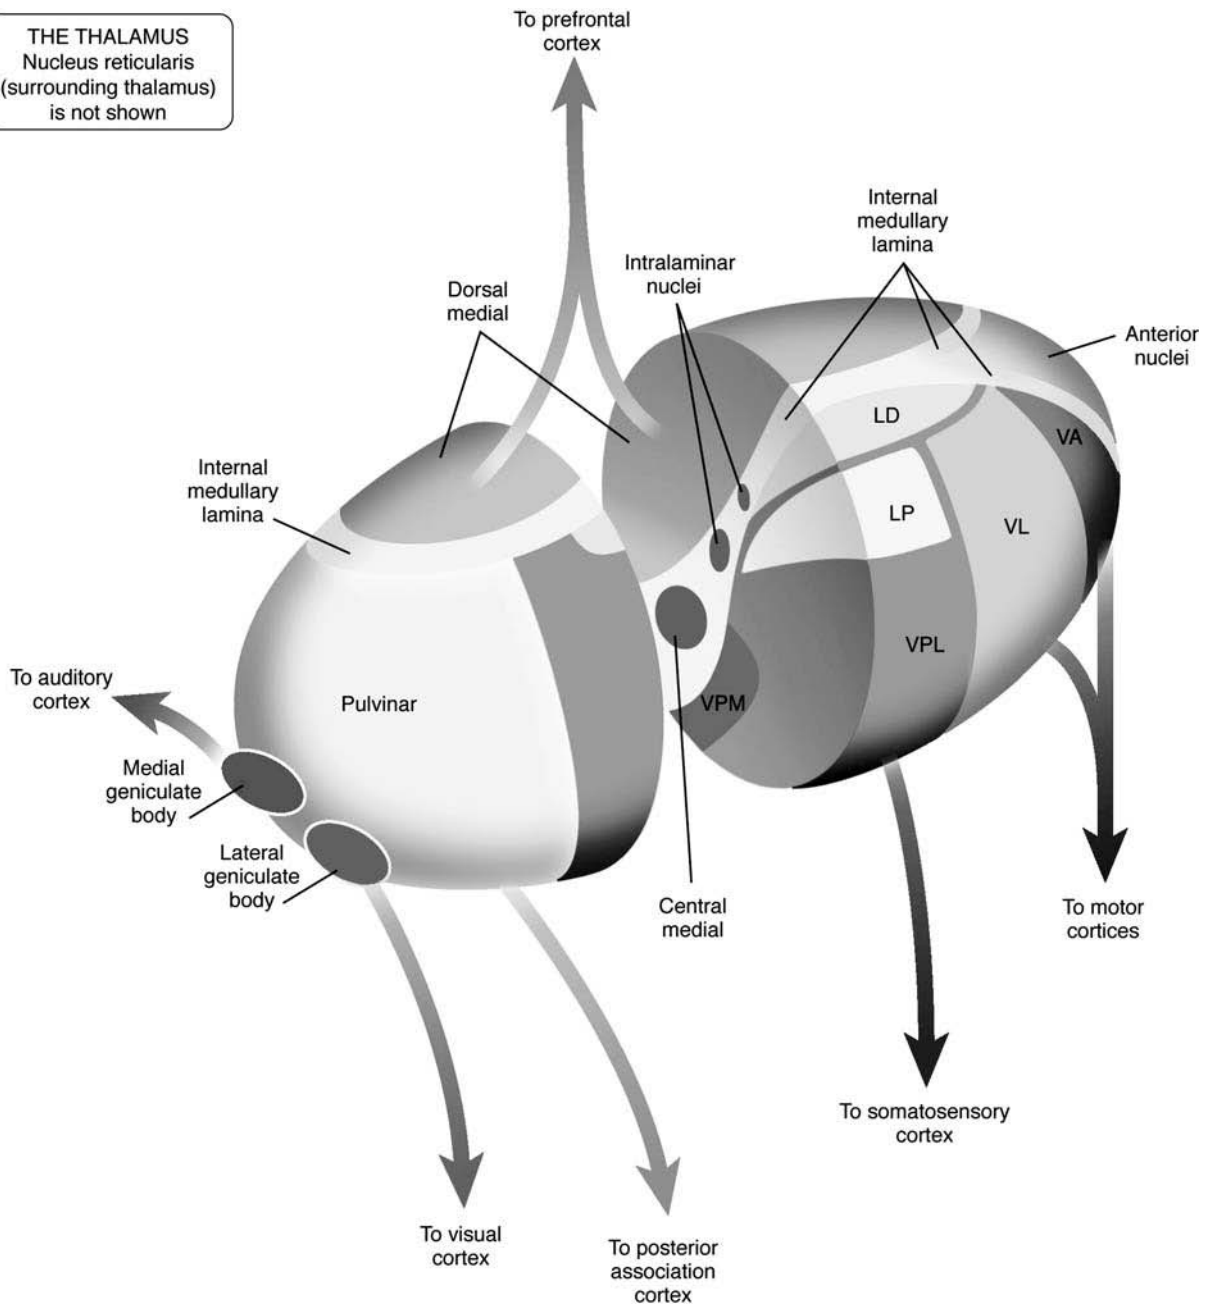 THE THALAMUS
Nucleus reticularis
(surrounding thalamus)
is not shown
To prefrontal
cortex
Internal
medullary
lamina
Intralaminar
nuclei
Dorsal
medial
Anterior
nuclei
LD
VA
Internal
medullary
lamina
LP
VL
VPL
To auditory
cortex
Pulvinar
VPM
Medial
geniculate
body
Lateral
geniculate
body
Central
medial
To motor
cortices
To somatosensory
cortex
To visual
cortex
To posterior
association
cortex